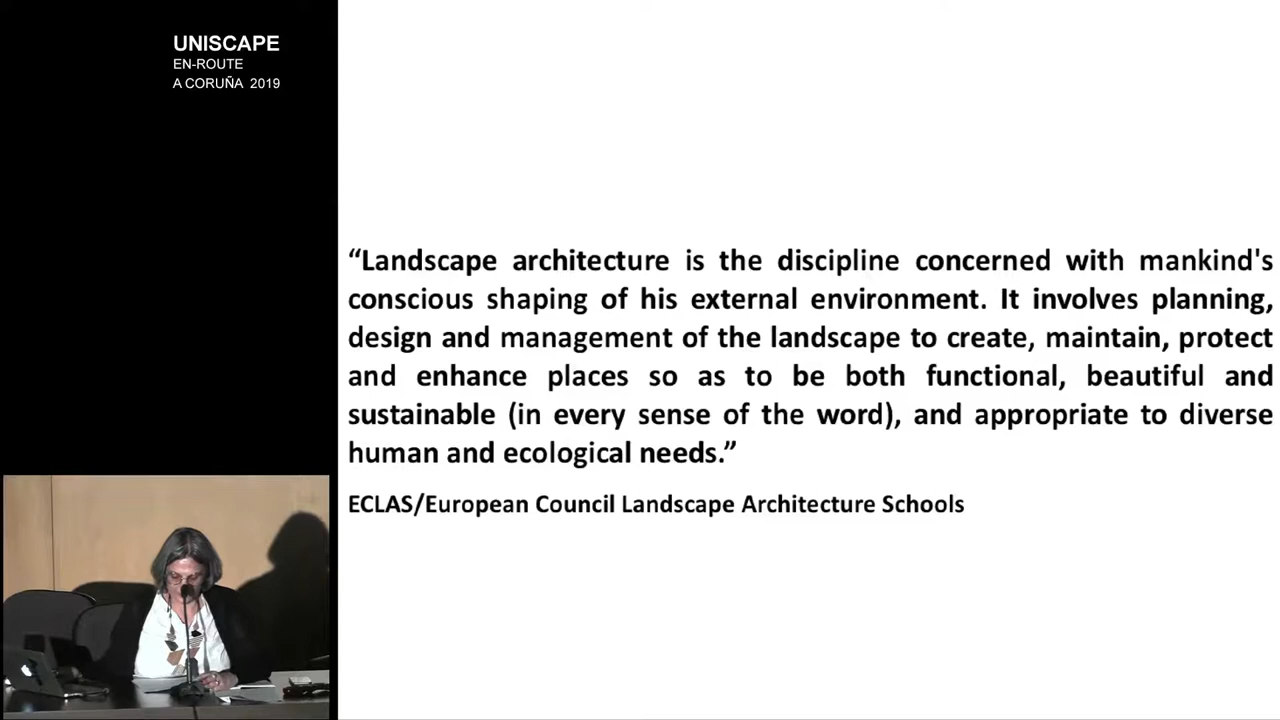 UNISCAPE
EN-ROUTE
A CORUÑA 2019
“Landscape architecture is the discipline concerned with mankind's
conscious shaping of his external environment. It involves planning,
design and management of the landscape to create, maintain, protect
and enhance places so as to be both functional, beautiful and
sustainable (in every sense of the word), and appropriate to diverse
human and ecological needs.”
ECLAS/European Council Landscape Architecture Schools